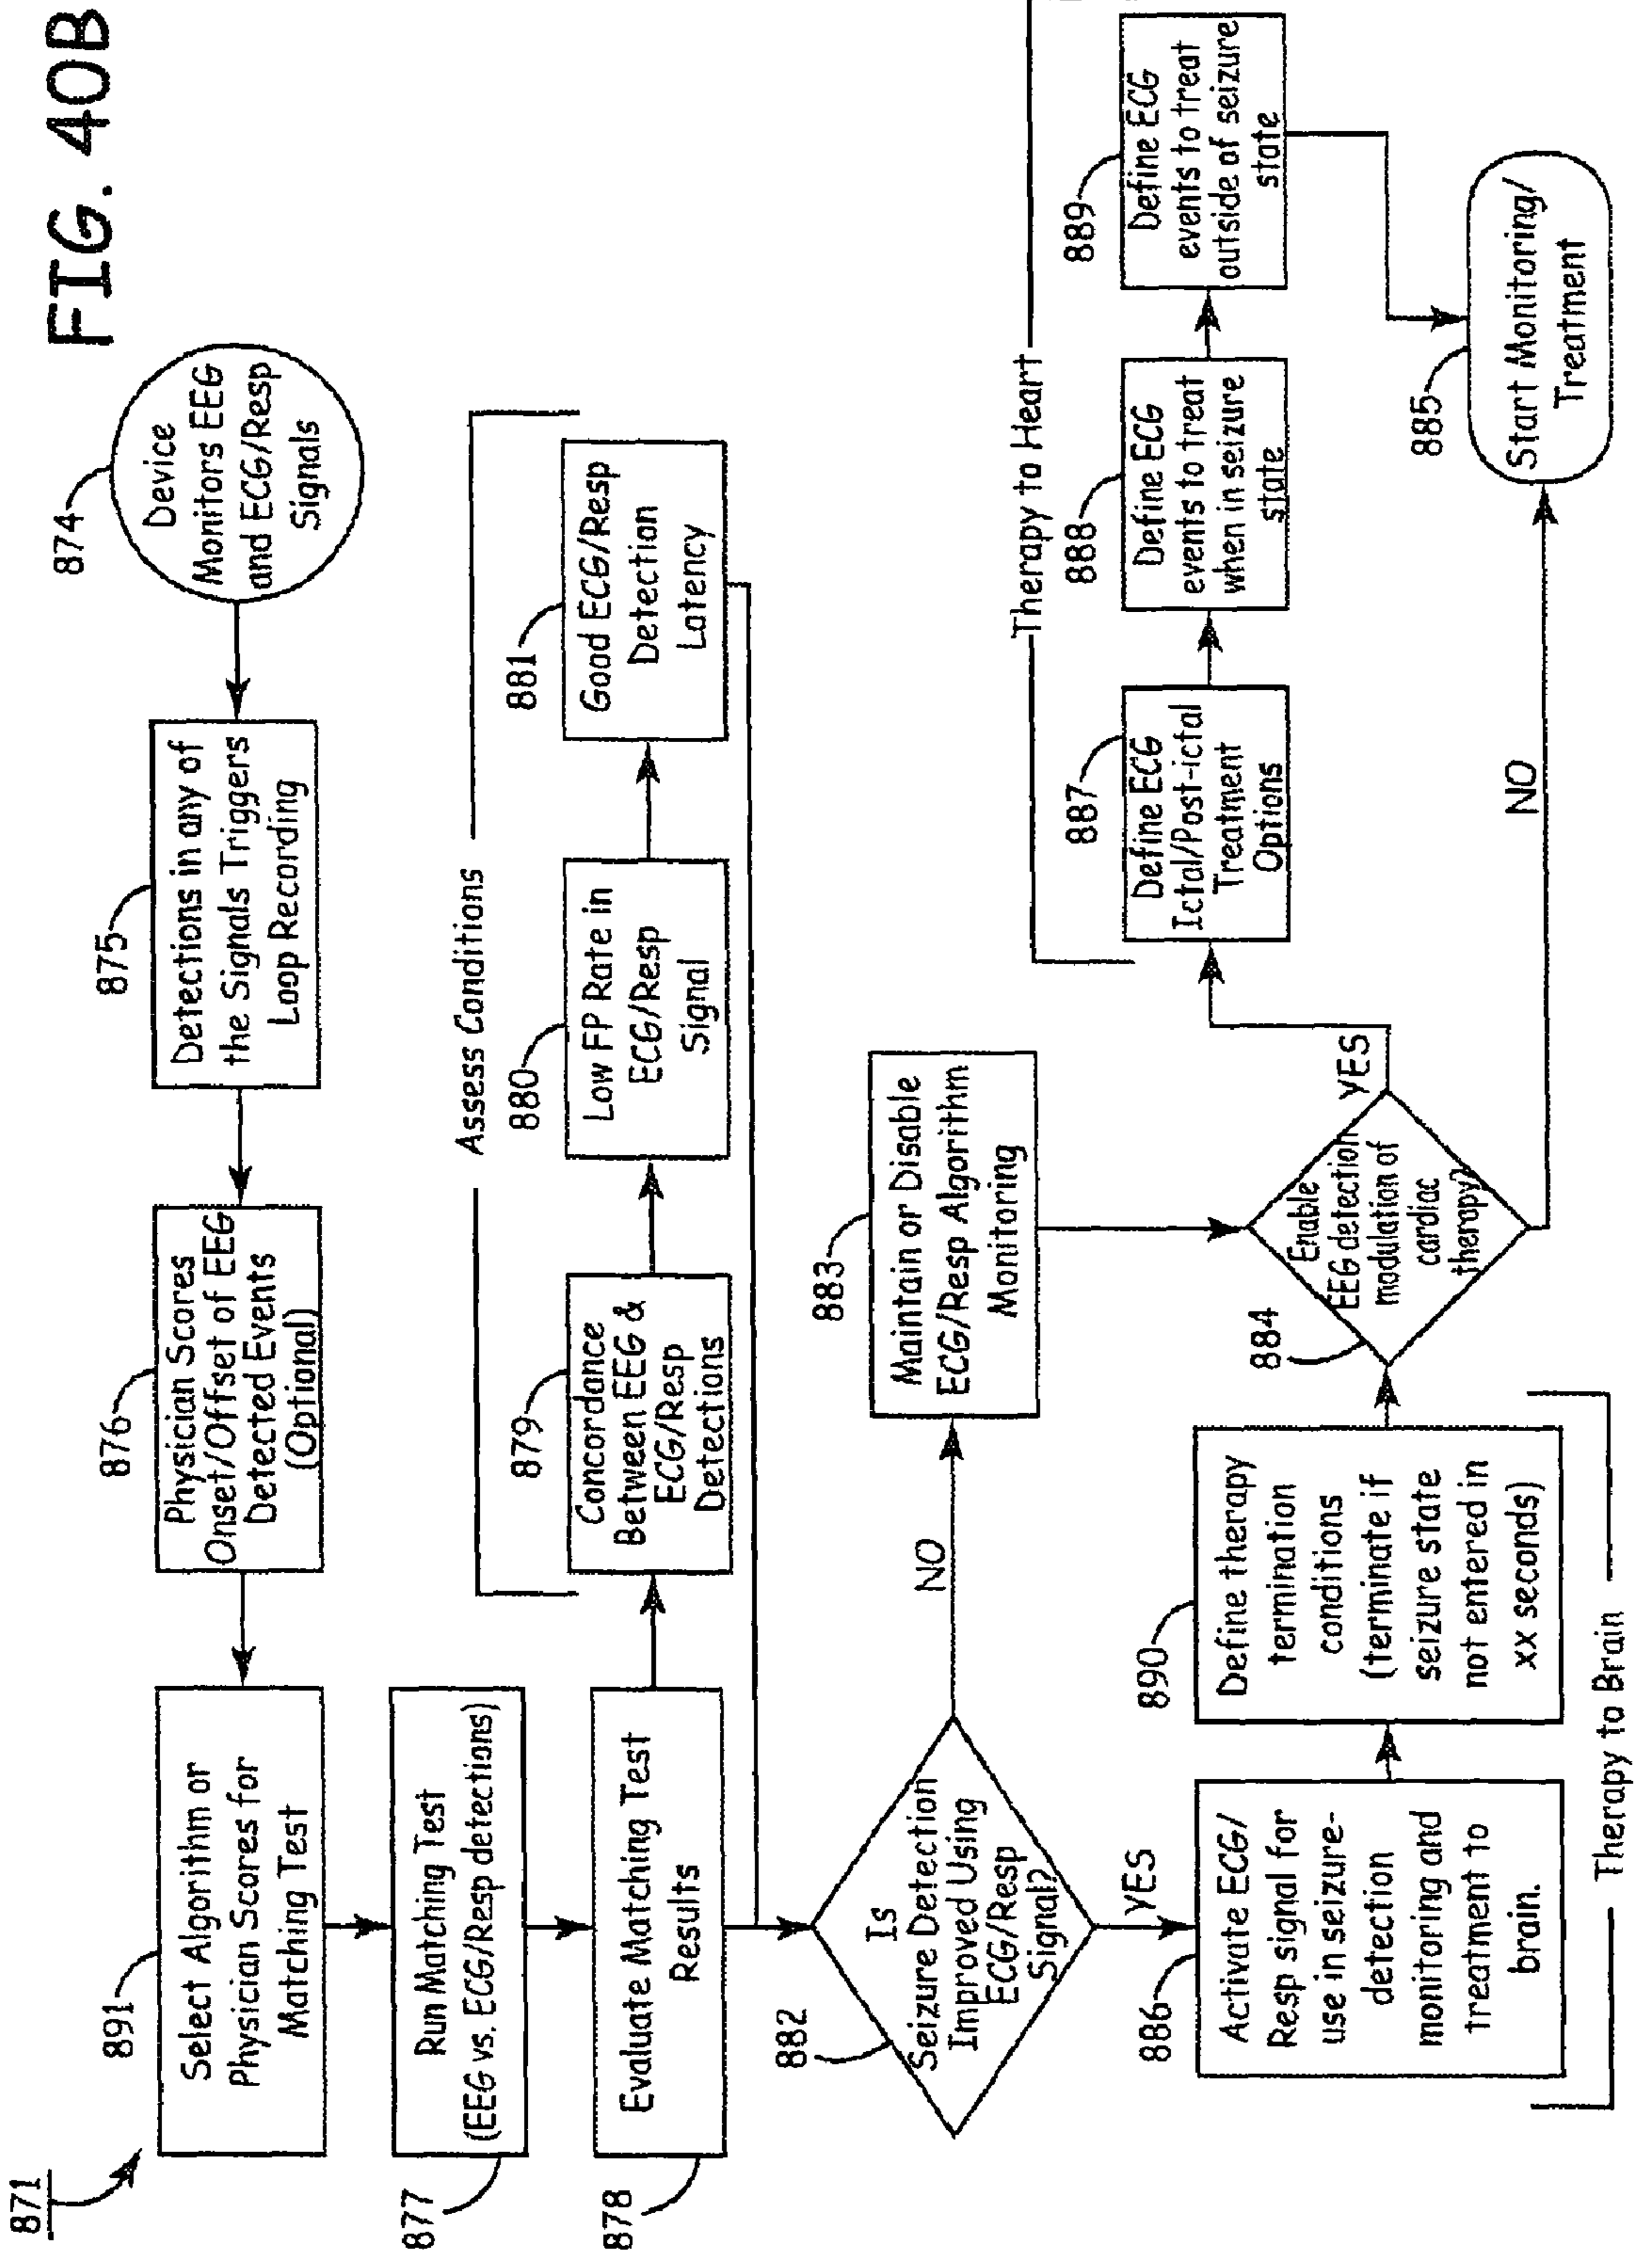 FIG. 40B
871
874
Device
Monitors EEG
and ECG/Resp
Signals
875
Detections in any of
the Signals Triggers
Loop Recording
876
Physician Scores
Onset/Offset of EEG
Detected Events
(Optional)
891
Select Algorithm or
Physician Scores for
Matching Test
877
Run Matching Test
(EEG vs. ECG/Resp detections)
878
Evaluate Matching Test
Results
Assess Conditions
879
Concordance
Between EEG &
ECG/Resp
Detections
880
Low FP Rate in
ECG/Resp
Signal
881
Good ECG/Resp
Detection
Latency
882
Is
Seizure Detection
Improved Using
ECG/Resp
Signal?
NO
883
Maintain or Disable
ECG/Resp Algorithm
Monitoring
YES
886
Activate ECG/
Resp signal for
use in seizure-
detection
monitoring and
treatment to
brain.
890
Define therapy
termination
conditions
(terminate if
seizure state
not entered in
xx seconds)
Therapy to Brain
884
Enable
EEG detection
modulation of
cardiac
therapy?
YES
NO
Therapy to Heart
887
Define ECG
Ictal/Post-ictal
Treatment
Options
888
Define ECG
events to treat
when in seizure
state
889
Define ECG
events to treat
outside of seizure
state
885
Start Monitoring/
Treatment